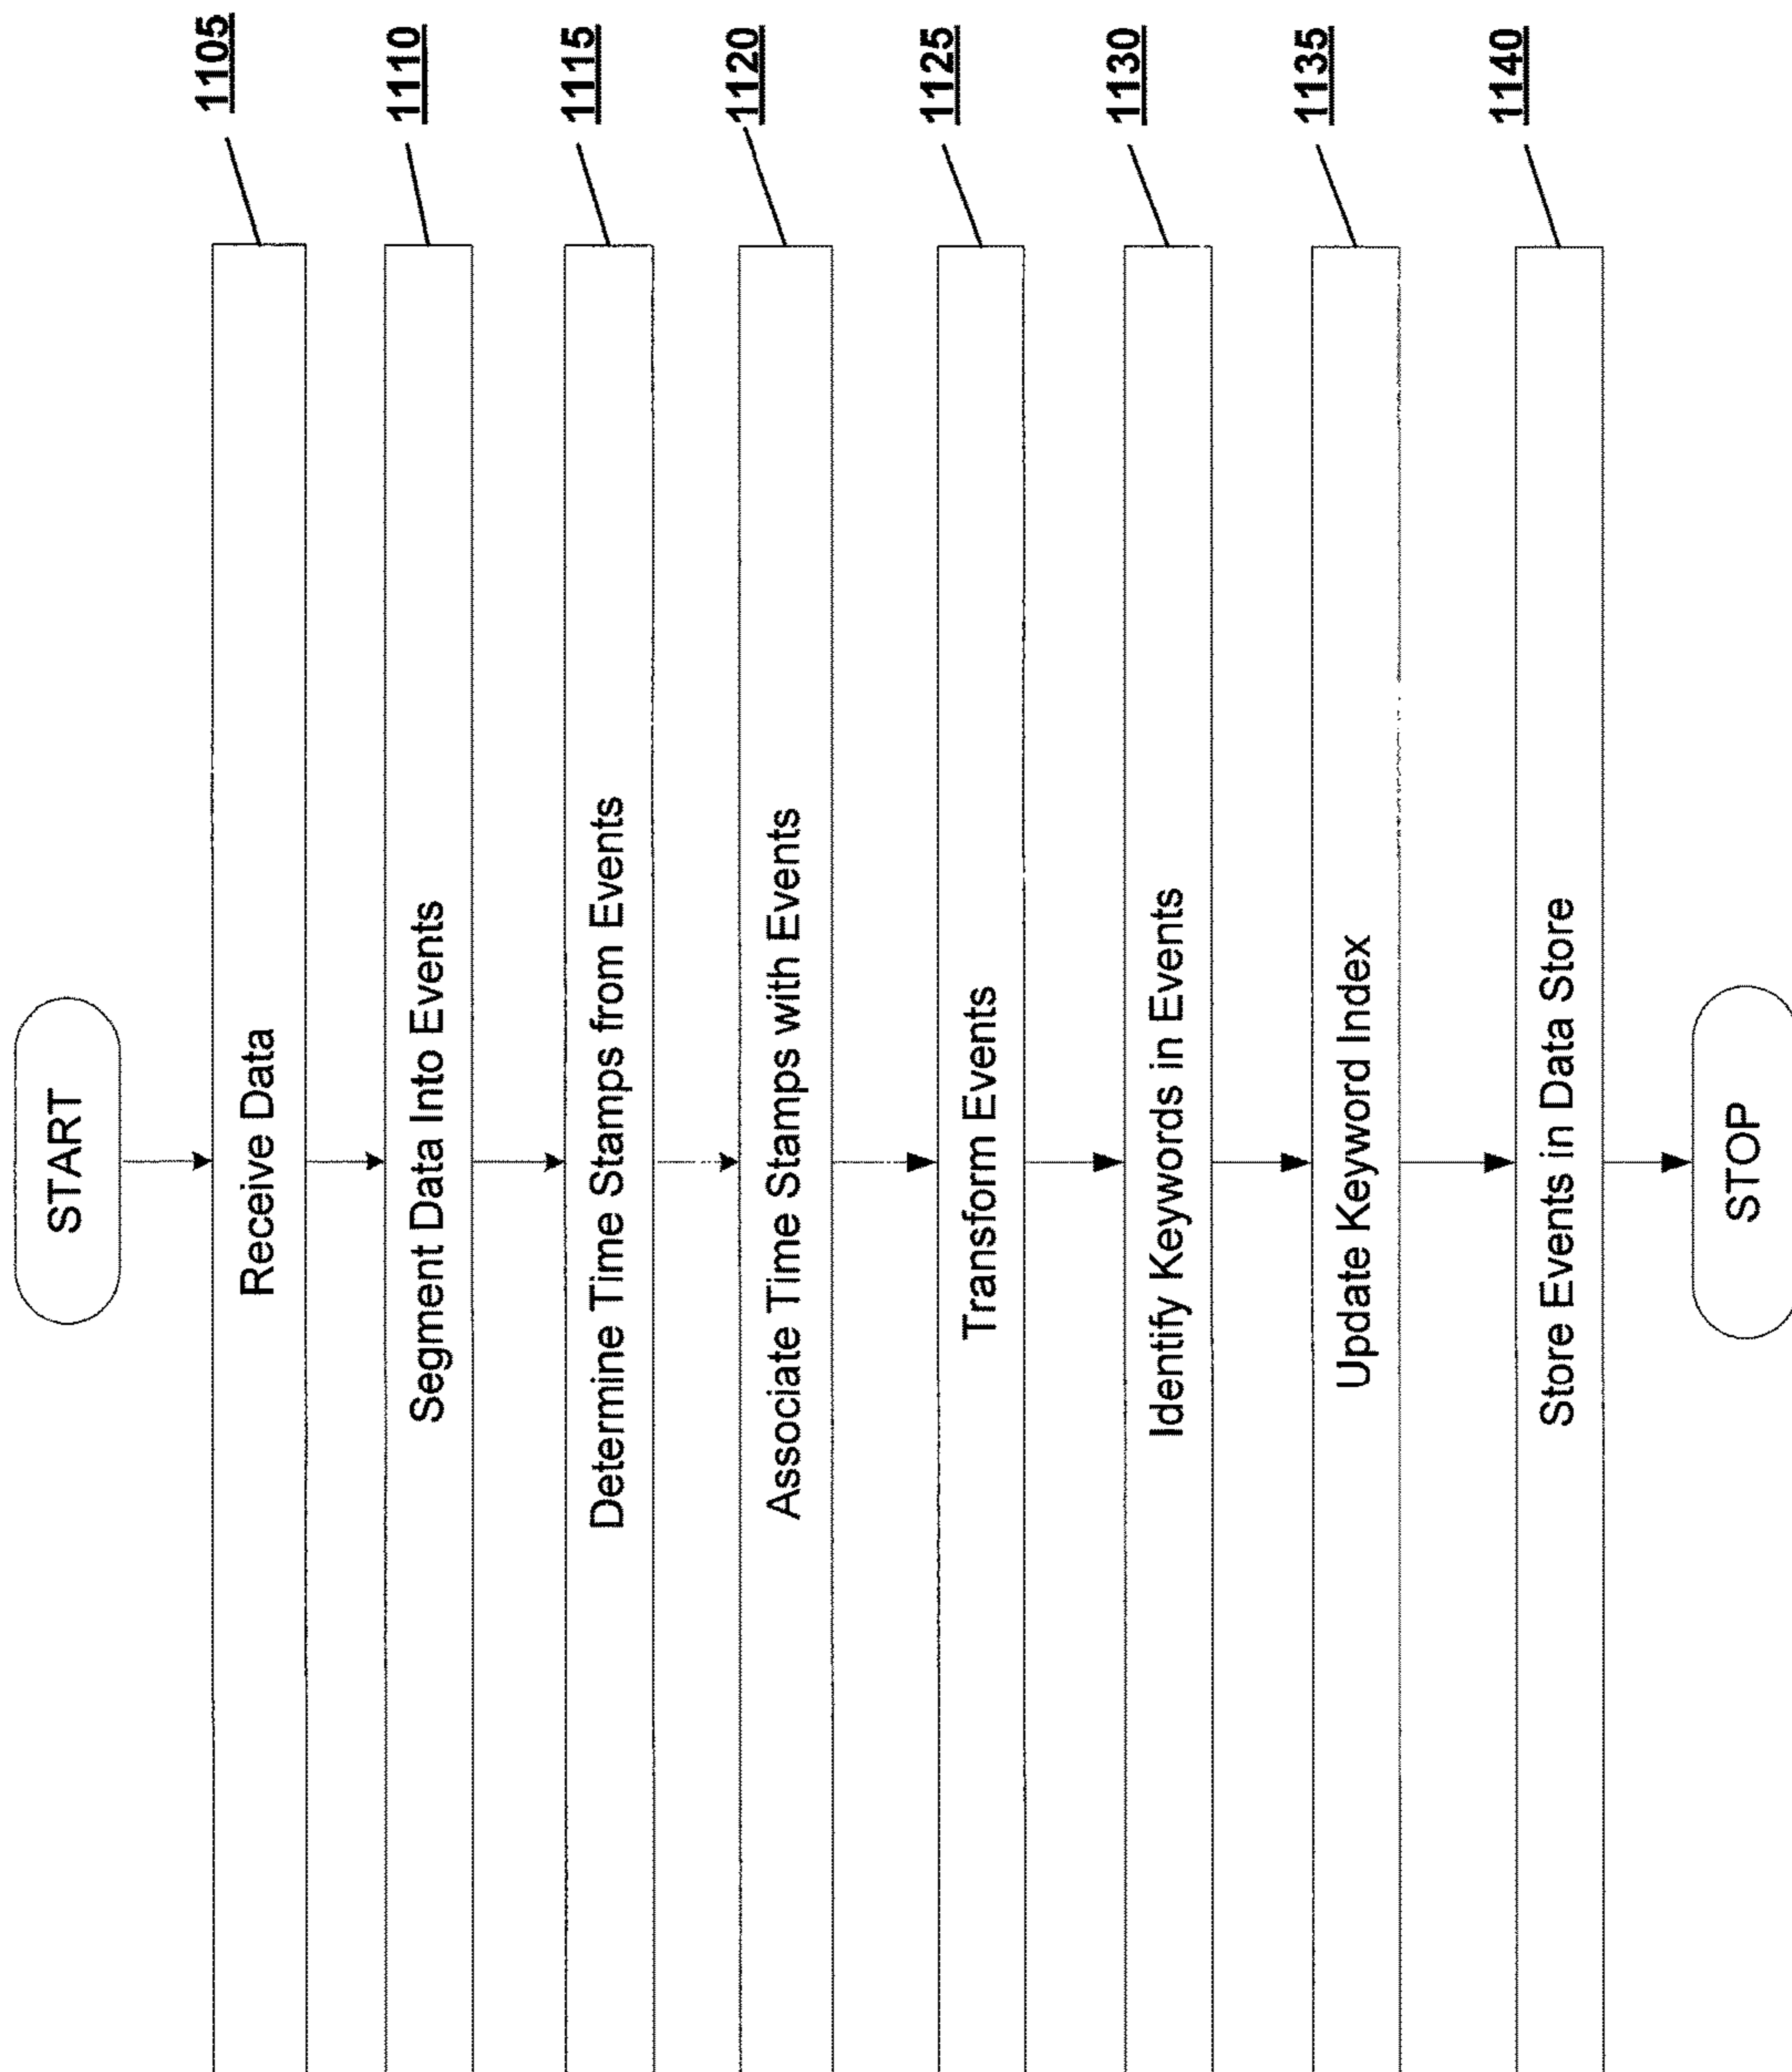 START
Receive Data
1105
Segment Data Into Events
1110
Determine Time Stamps from Events
1115
Associate Time Stamps with Events
1120
Transform Events
1125
Identify Keywords in Events
1130
Update Keyword Index
1135
Store Events in Data Store
1140
STOP